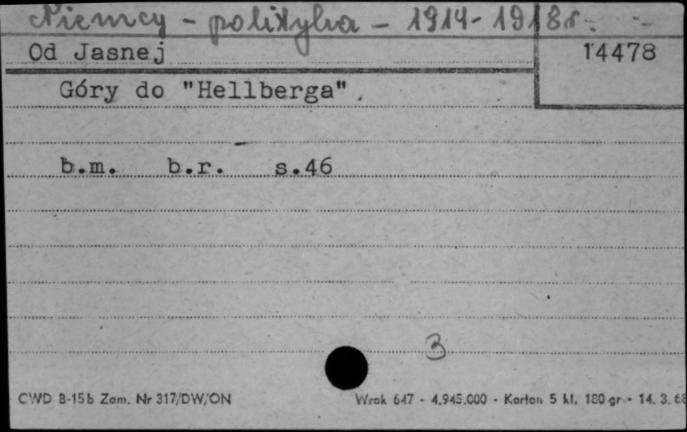 Niemcy - polityka - 1914-1918r.
Od Jasnej
14478
Góry do "Hellberga".
b.m. b.r. s.46
3
CWD B-15b Zam. Nr 317/DW/ON
Wrak 647 - 4.945.000 - Karton 5 kl. 180 gr - 14. 3. 68